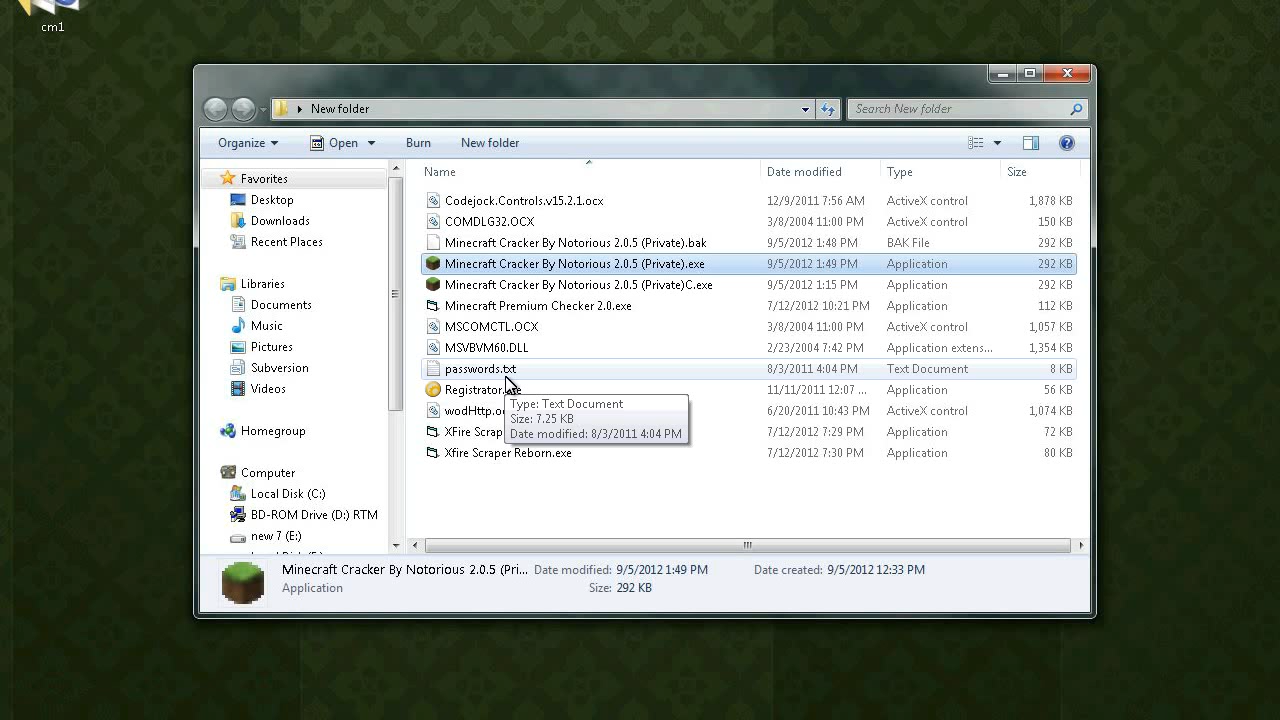 cm1
New folder
Search New folder
Organize Open Burn New folder
Name Date modified Type Size
Favorites
Desktop
Downloads
Recent Places
Libraries
Documents
Music
Pictures
Subversion
Videos
Homegroup
Computer
Local Disk (C:)
BD-ROM Drive (D:) RTM
new 7 (E:)
Codejock.Controls.v15.2.1.ocx 12/9/2011 7:56 AM ActiveX control 1,878 KB
COMDLG32.OCX 3/8/2004 11:00 PM ActiveX control 150 KB
Minecraft Cracker By Notorious 2.0.5 (Private).bak 9/5/2012 1:48 PM BAK File 292 KB
Minecraft Cracker By Notorious 2.0.5 (Private).exe 9/5/2012 1:49 PM Application 292 KB
Minecraft Cracker By Notorious 2.0.5 (Private)C.exe 9/5/2012 1:15 PM Application 292 KB
Minecraft Premium Checker 2.0.exe 7/12/2012 10:21 PM Application 112 KB
MSCOMCTL.OCX 3/8/2004 11:00 PM ActiveX control 1,057 KB
MSVBVM60.DLL 2/23/2004 7:42 PM Application extens... 1,354 KB
passwords.txt 8/3/2011 4:04 PM Text Document 8 KB
Registrator 11/11/2011 12:07 ... Application 56 KB
wodHttp. 6/20/2011 10:43 PM ActiveX control 1,074 KB
XFire Scrap 7/12/2012 7:29 PM Application 72 KB
Xfire Scraper Reborn.exe 7/12/2012 7:30 PM Application 80 KB
Type: Text Document
Size: 7.25 KB
Date modified: 8/3/2011 4:04 PM
Minecraft Cracker By Notorious 2.0.5 (Pri... Date modified: 9/5/2012 1:49 PM Date created: 9/5/2012 12:33 PM
Application Size: 292 KB